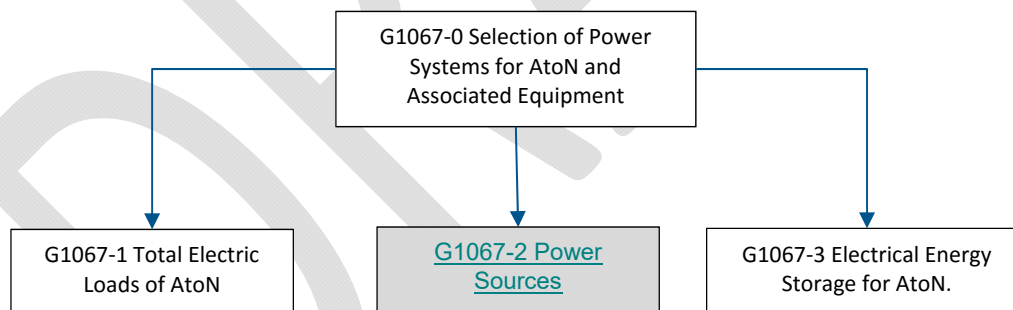 G1067-0 Selection of Power
Systems for AtoN and
Associated Equipment
G1067-1 Total Electric
Loads of AtoN
G1067-2 Power
Sources
G1067-3 Electrical Energy
Storage for AtoN.